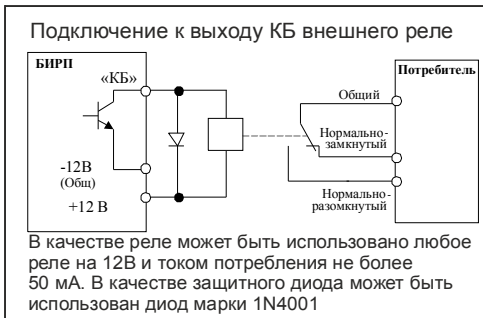 Подключение к выходу КБ внешнего реле
БИРП
«КБ»
-12В
(Общ)
+12 В
Потребитель
Общий
Нормально-
замкнутый
Нормально-
разомкнутый
В качестве реле может быть использовано любое
реле на 12В и током потребления не более
50 мА. В качестве защитного диода может быть
использован диод марки 1N4001